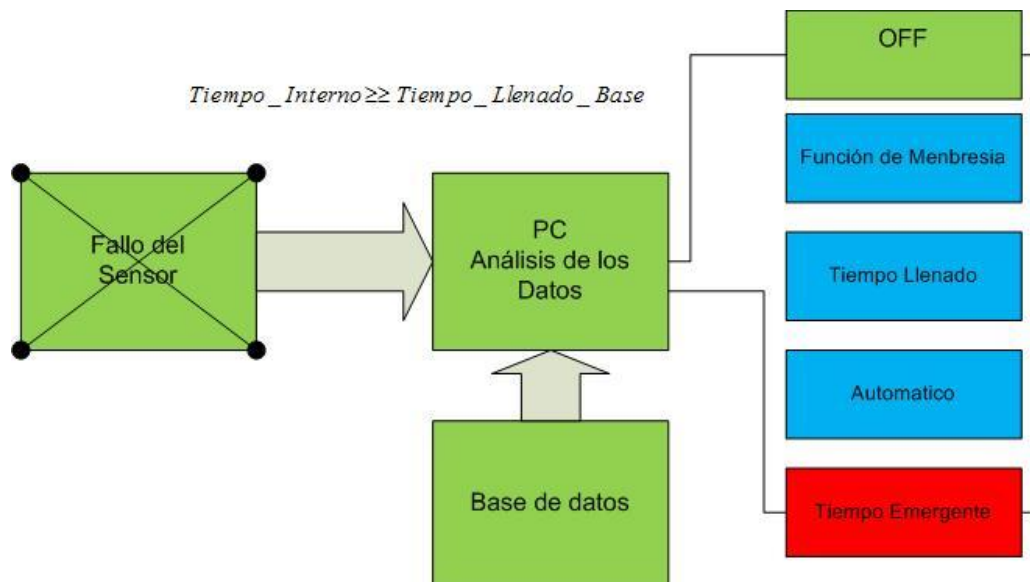 Tiempo_Interno≥≥Tiempo_Llenado_Base
Fallo del
Sensor
PC
Análisis de los
Datos
Base de datos
OFF
Función de Menbresia
Tiempo Llenado
Automatico
Tiempo Emergente